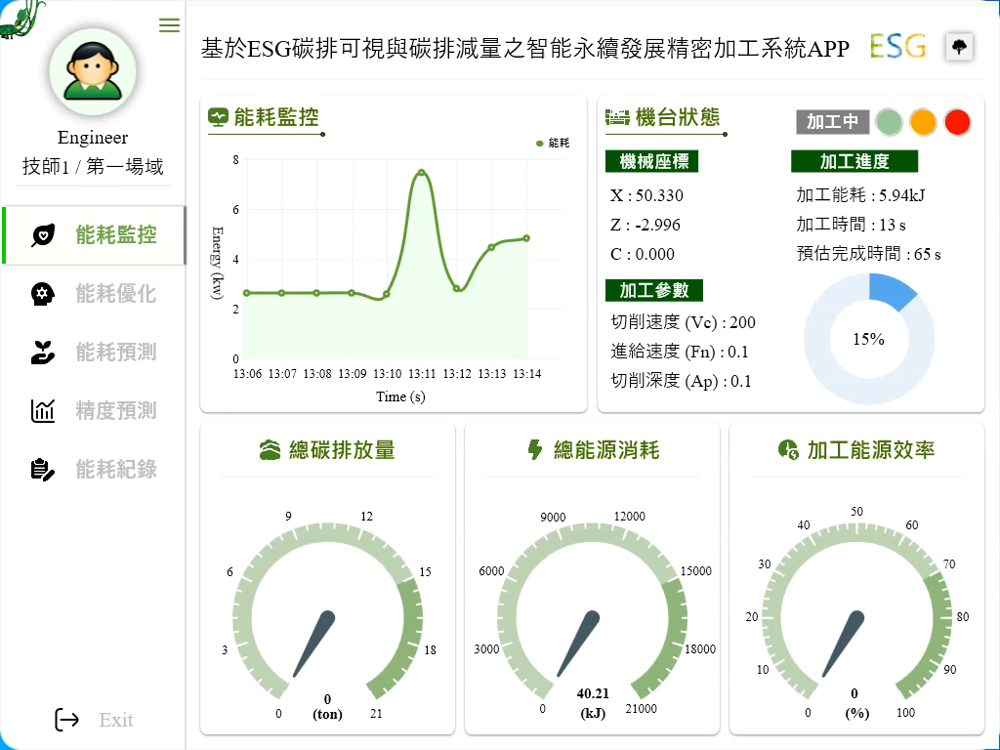 基於ESG碳排可視與碳排減量之智能永續發展精密加工系統APP
ESG
Engineer
技師1 / 第一場域
能耗監控
能耗優化
能耗預測
精度預測
能耗紀錄
Exit
能耗監控
能耗
8
6
4
2
0
Energy (kw)
13:06 13:07 13:08 13:09 13:10 13:11 13:12 13:13 13:14
Time (s)
機台狀態
加工中
機械座標
X : 50.330
Z : -2.996
C : 0.000
加工參數
切削速度 (Vc) : 200
進給速度 (Fn) : 0.1
切削深度 (Ap) : 0.1
加工進度
加工能耗 : 5.94kJ
加工時間 : 13 s
預估完成時間 : 65 s
15%
總碳排放量
0
3
6
9
12
15
18
21
0
(ton)
總能源消耗
0
3000
6000
9000
12000
15000
18000
21000
40.21
(kJ)
加工能源效率
0
10
20
30
40
50
60
70
80
90
100
0
(%)